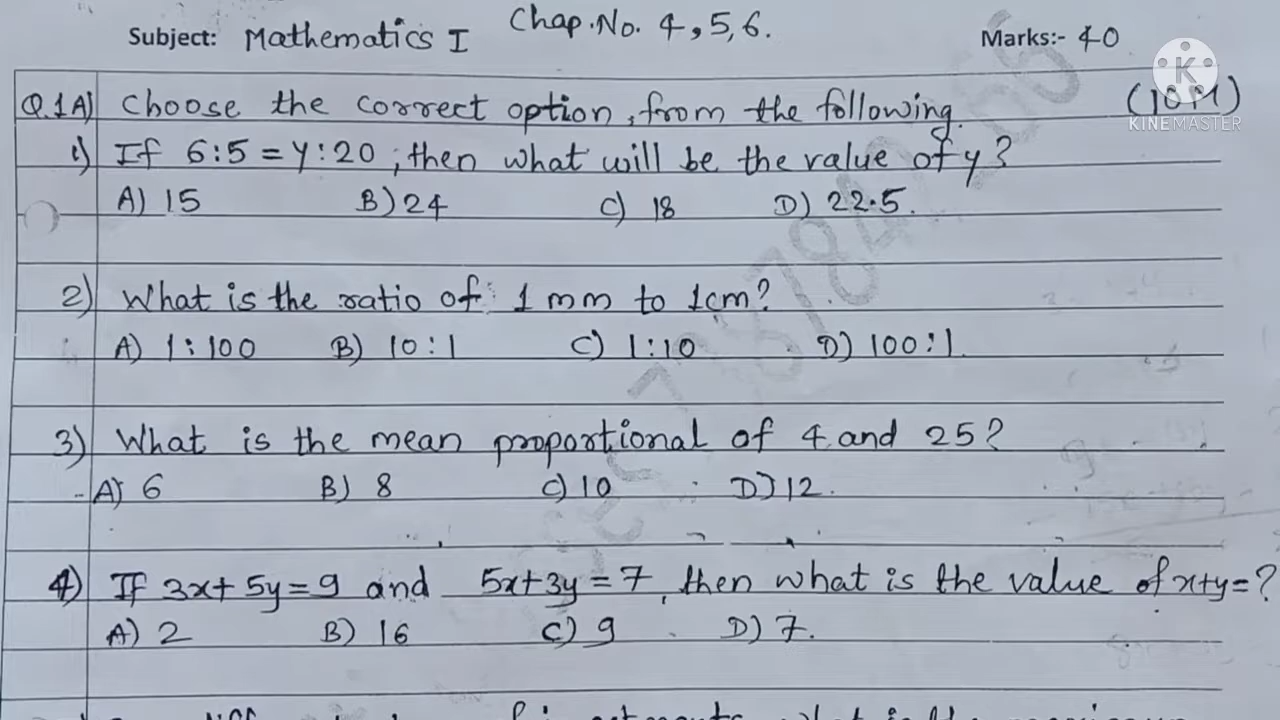 Subject: Mathematics I Chap.No. 4,5,6. Marks:- 40
Q.1A) Choose the correct option, from the following. (10M)
KINEMASTER
1) If 6:5 = Y:20, then what will be the value of y?
A) 15 B) 24 C) 18 D) 22.5.
2) What is the ratio of 1 mm to 1cm?
A) 1:100 B) 10:1 C) 1:10 D) 100:1.
3) What is the mean proportional of 4 and 25?
A) 6 B) 8 C) 10 D) 12.
4) If 3x+5y=9 and 5x+3y=7, then what is the value of x+y=?
A) 2 B) 16 C) 9 D) 7.